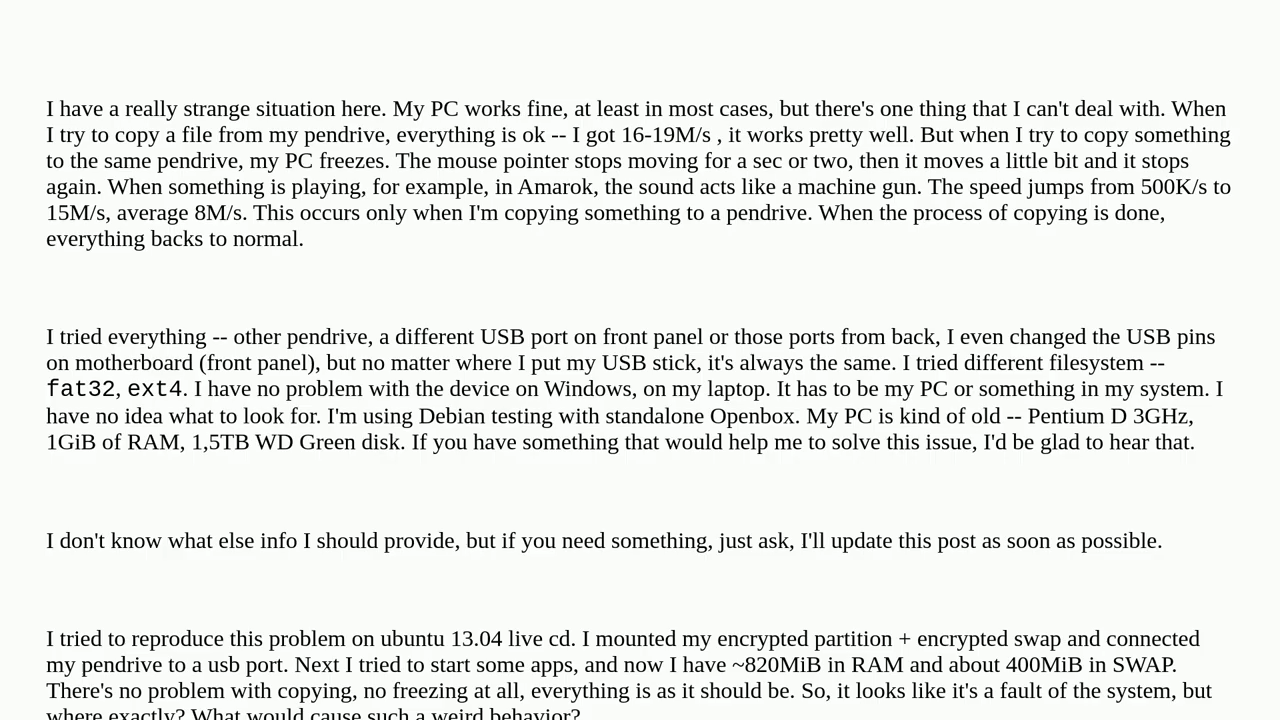 I have a really strange situation here. My PC works fine, at least in most cases, but there's one thing that I can't deal with. When
I try to copy a file from my pendrive, everything is ok -- I got 16-19M/s , it works pretty well. But when I try to copy something
to the same pendrive, my PC freezes. The mouse pointer stops moving for a sec or two, then it moves a little bit and it stops
again. When something is playing, for example, in Amarok, the sound acts like a machine gun. The speed jumps from 500K/s to
15M/s, average 8M/s. This occurs only when I'm copying something to a pendrive. When the process of copying is done,
everything backs to normal.
I tried everything -- other pendrive, a different USB port on front panel or those ports from back, I even changed the USB pins
on motherboard (front panel), but no matter where I put my USB stick, it's always the same. I tried different filesystem --
fat32, ext4. I have no problem with the device on Windows, on my laptop. It has to be my PC or something in my system. I
have no idea what to look for. I'm using Debian testing with standalone Openbox. My PC is kind of old -- Pentium D 3GHz,
1GiB of RAM, 1,5TB WD Green disk. If you have something that would help me to solve this issue, I'd be glad to hear that.
I don't know what else info I should provide, but if you need something, just ask, I'll update this post as soon as possible.
I tried to reproduce this problem on ubuntu 13.04 live cd. I mounted my encrypted partition + encrypted swap and connected
my pendrive to a usb port. Next I tried to start some apps, and now I have ~820MiB in RAM and about 400MiB in SWAP.
There's no problem with copying, no freezing at all, everything is as it should be. So, it looks like it's a fault of the system, but
where exactly? What would cause such a weird behavior?